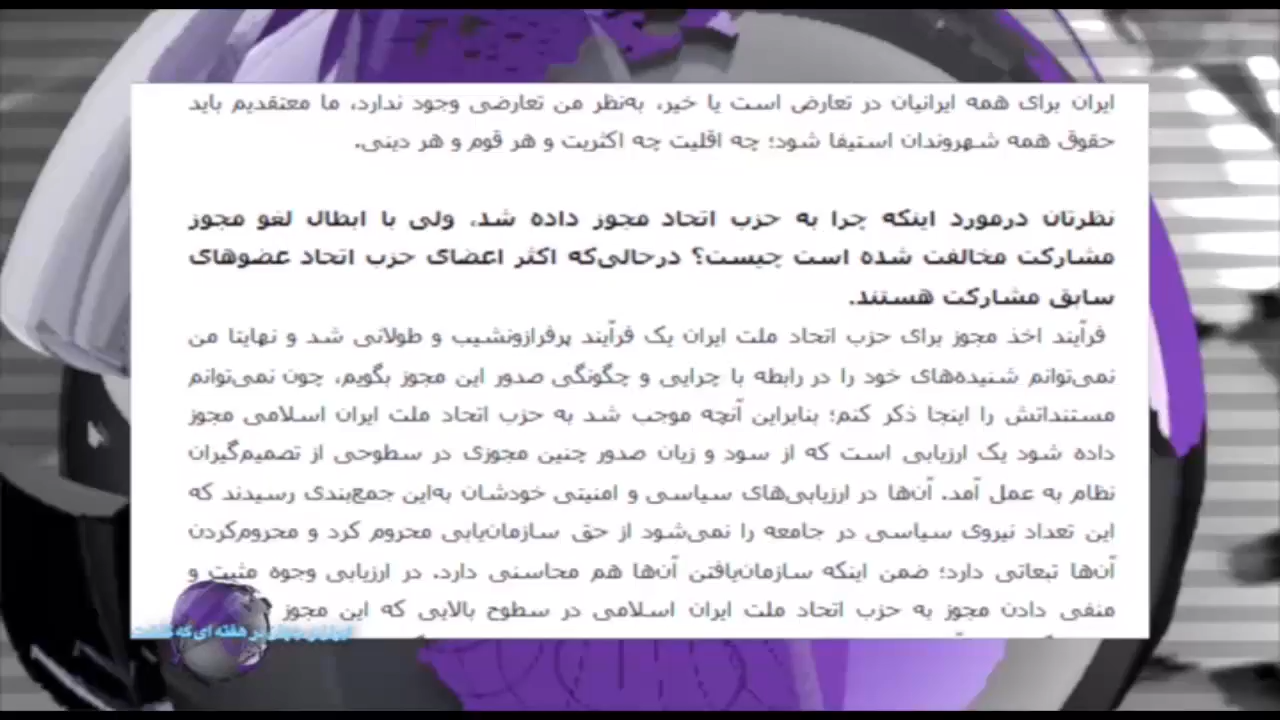 ایران برای همه ایرانیان در تعارض است یا خیر، به‌نظر من تعارضی وجود ندارد، ما معتقدیم باید
حقوق همه شهروندان استیفا شود؛ چه اقلیت چه اکثریت و هر قوم و هر دینی.
نظرتان درمورد اینکه چرا به حزب اتحاد مجوز داده شد، ولی با ابطال لغو مجوز
مشارکت مخالفت شده است چیست؟ درحالی‌که اکثر اعضای حزب اتحاد عضوهای
سابق مشارکت هستند.
فرآیند اخذ مجوز برای حزب اتحاد ملت ایران یک فرآیند پرفرازونشیب و طولانی شد و نهایتا من
نمی‌توانم شنیده‌های خود را در رابطه با چرایی و چگونگی صدور این مجوز بگویم، چون نمی‌توانم
مستنداتش را اینجا ذکر کنم؛ بنابراین آنچه موجب شد به حزب اتحاد ملت ایران اسلامی مجوز
داده شود یک ارزیابی است که از سود و زیان صدور چنین مجوزی در سطوحی از تصمیم‌گیران
نظام به عمل آمد. آن‌ها در ارزیابی‌های سیاسی و امنیتی خودشان به‌این جمع‌بندی رسیدند که
این تعداد نیروی سیاسی در جامعه را نمی‌شود از حق سازمان‌یابی محروم کرد و محروم‌کردن
آن‌ها تبعاتی دارد؛ ضمن اینکه سازمان‌یافتن آن‌ها هم محاسنی دارد. در ارزیابی وجوه مثبت و
منفی دادن مجوز به حزب اتحاد ملت ایران اسلامی در سطوح بالایی که این مجوز
در هفته ای که گذشت